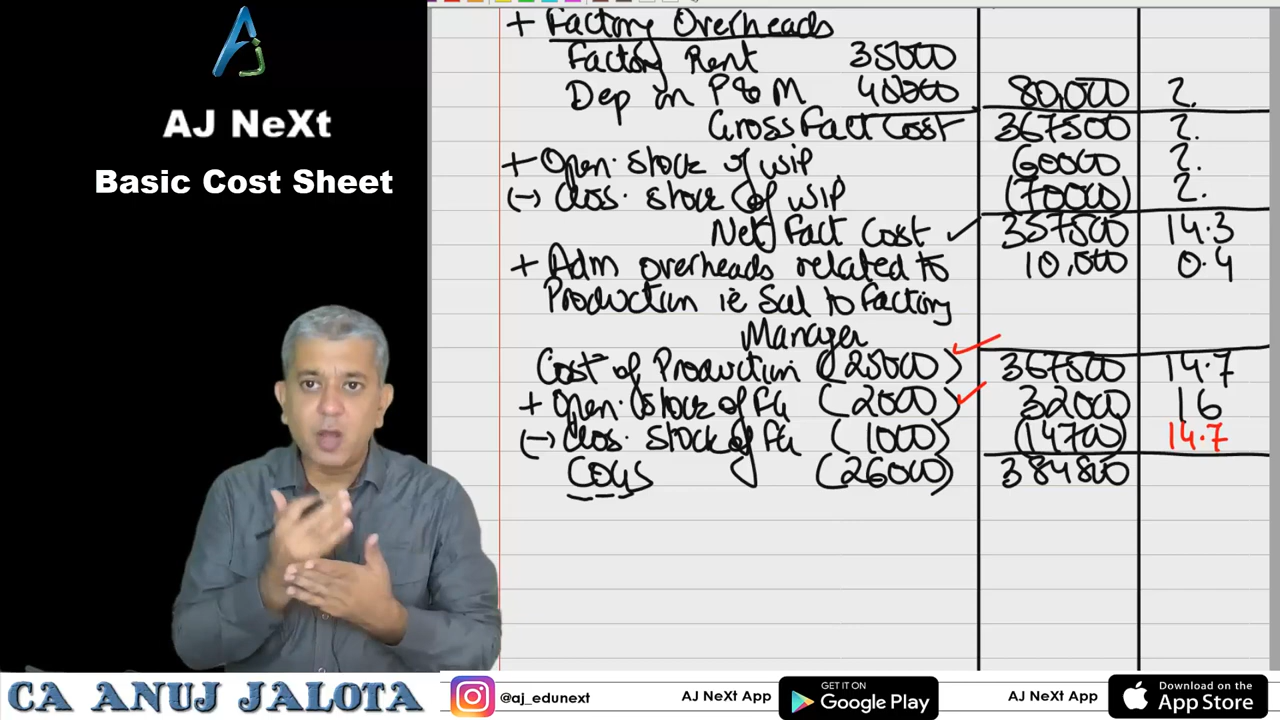 AJ NeXt
Basic Cost Sheet
+ Factory Overheads
Factory Rent 35000
Dep on P&M 45000 80,000 2.
Gross Fact Cost 367500 2.
+ Open. stock of WIP 60000 2.
(-) Clos. stock of WIP (70000) 2.
Net Fact Cost ✓ 357500 14.3
+ Adm overheads related to 10,000 0.4
Production ie Sal to Factory
Manager
Cost of Production (25000) ✓ 367500 14.7
+ Open. stock of FG (2000) ✓ 32000 16
(-) Clos. stock of FG (1000) (14700) 14.7
COGS (26000) 384800
CA ANUJ JALOTA
@aj_edunext
AJ NeXt App
GET IT ON
Google Play
AJ NeXt App
Download on the
App Store